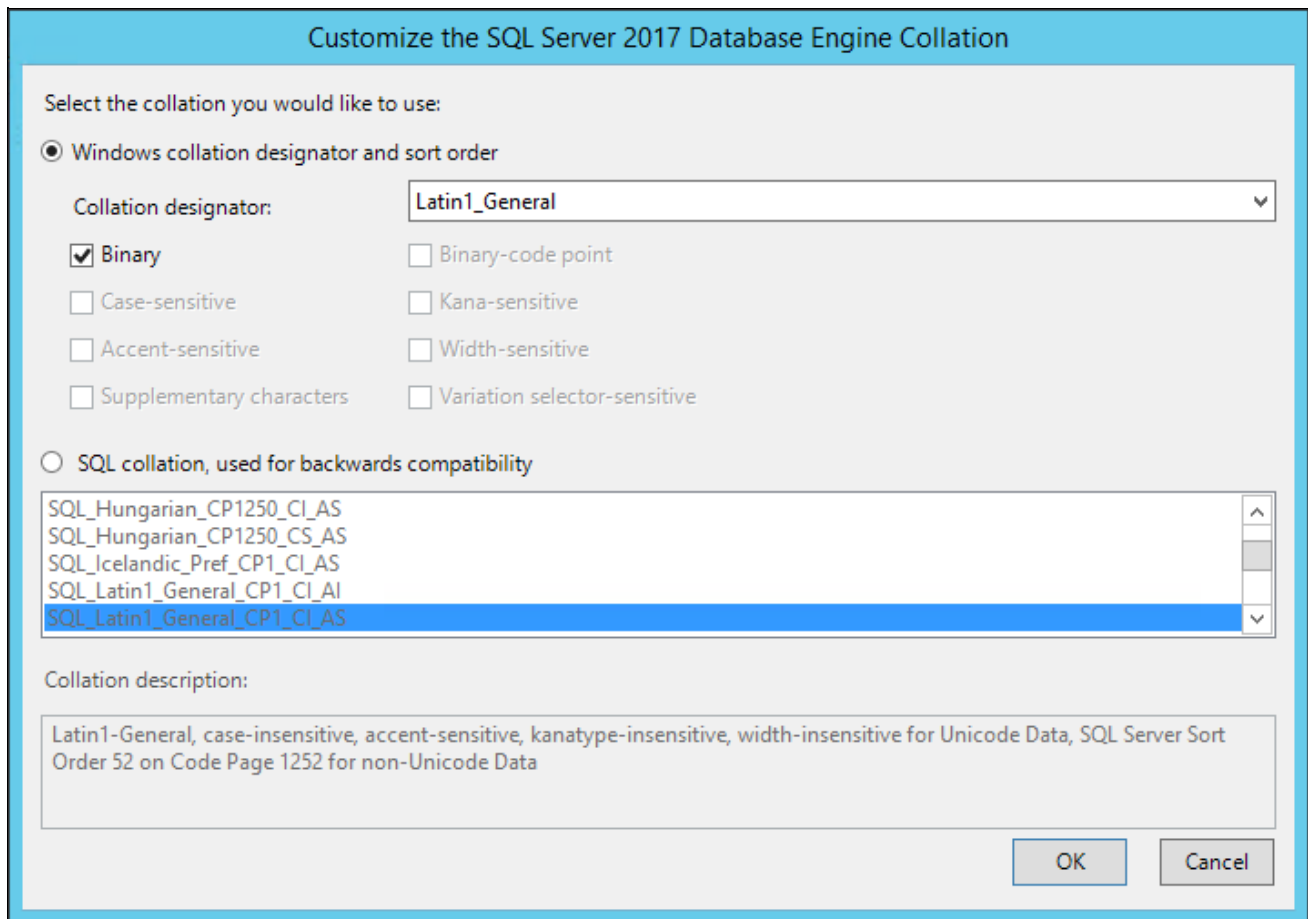 Customize the SQL Server 2017 Database Engine Collation
Select the collation you would like to use:
Windows collation designator and sort order
Collation designator: Latin1_General
Binary Binary-code point
Case-sensitive Kana-sensitive
Accent-sensitive Width-sensitive
Supplementary characters Variation selector-sensitive
SQL collation, used for backwards compatibility
SQL_Hungarian_CP1250_CI_AS
SQL_Hungarian_CP1250_CS_AS
SQL_Icelandic_Pref_CP1_CI_AS
SQL_Latin1_General_CP1_CI_AI
SQL_Latin1_General_CP1_CI_AS
Collation description:
Latin1-General, case-insensitive, accent-sensitive, kanatype-insensitive, width-insensitive for Unicode Data, SQL Server Sort
Order 52 on Code Page 1252 for non-Unicode Data
OK Cancel